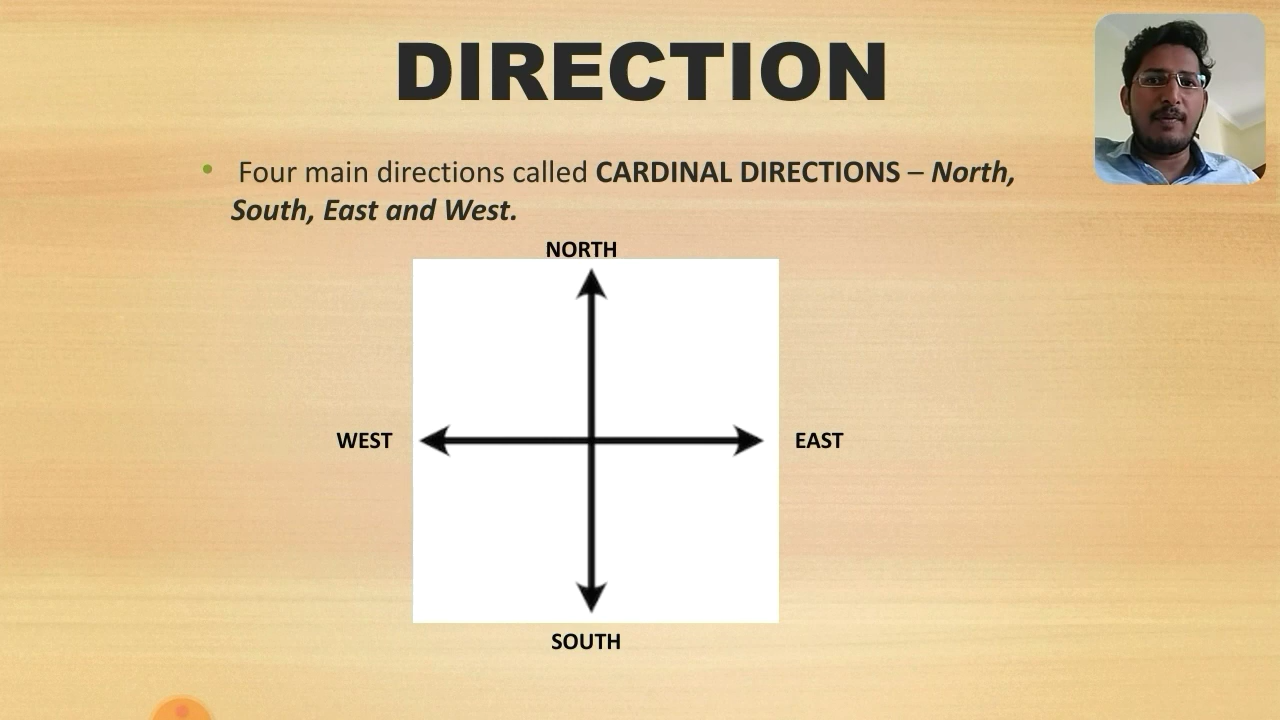 DIRECTION
• Four main directions called CARDINAL DIRECTIONS – North,
South, East and West.
NORTH
WEST
EAST
SOUTH